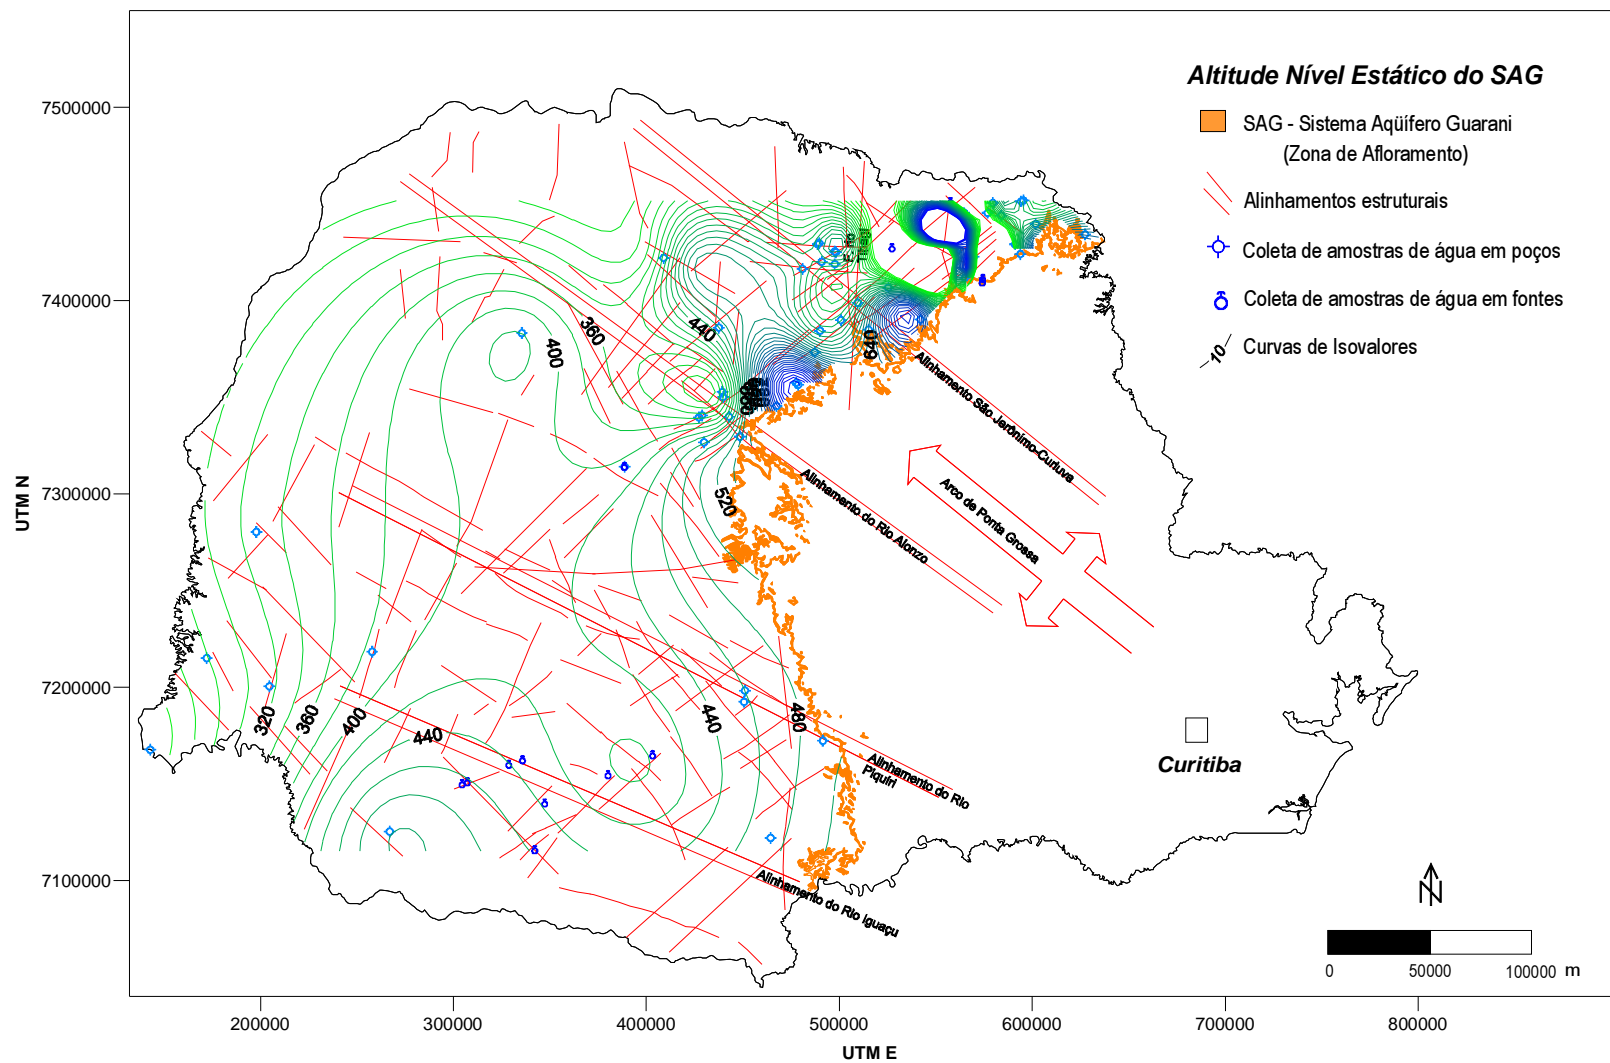 Altitude Nível Estático do SAG
SAG - Sistema Aqüífero Guarani
(Zona de Afloramento)
Alinhamentos estruturais
Coleta de amostras de água em poços
Coleta de amostras de água em fontes
10
Curvas de Isovalores
7500000
7400000
7300000
7200000
7100000
UTM N
360
400
440
640
520
320
360
400
440
440
480
Alinhamento São Jerônimo-Curiuva
Arco de Ponta Grossa
Alinhamento do Rio Alonzo
Alinhamento do Rio
Piquiri
Alinhamento do Rio Iguaçu
Curitiba
N
0 50000 100000 m
200000 300000 400000 500000 600000 700000 800000
UTM E